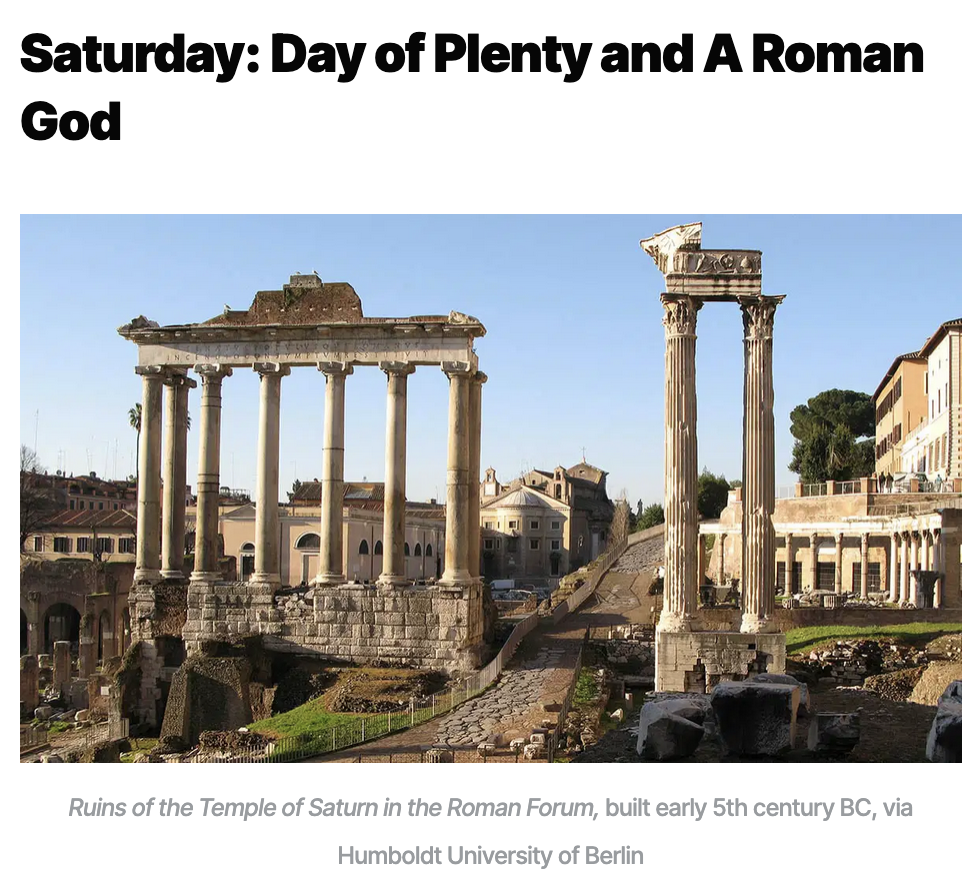 Saturday: Day of Plenty and A Roman
God
Ruins of the Temple of Saturn in the Roman Forum, built early 5th century BC, via
Humboldt University of Berlin